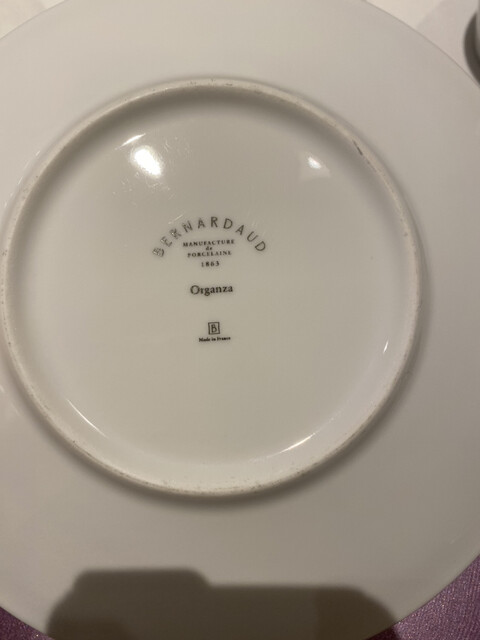 BERNARDAUD
MANUFACTURE
de
PORCELAINE
1863
Organza
B
Made in France